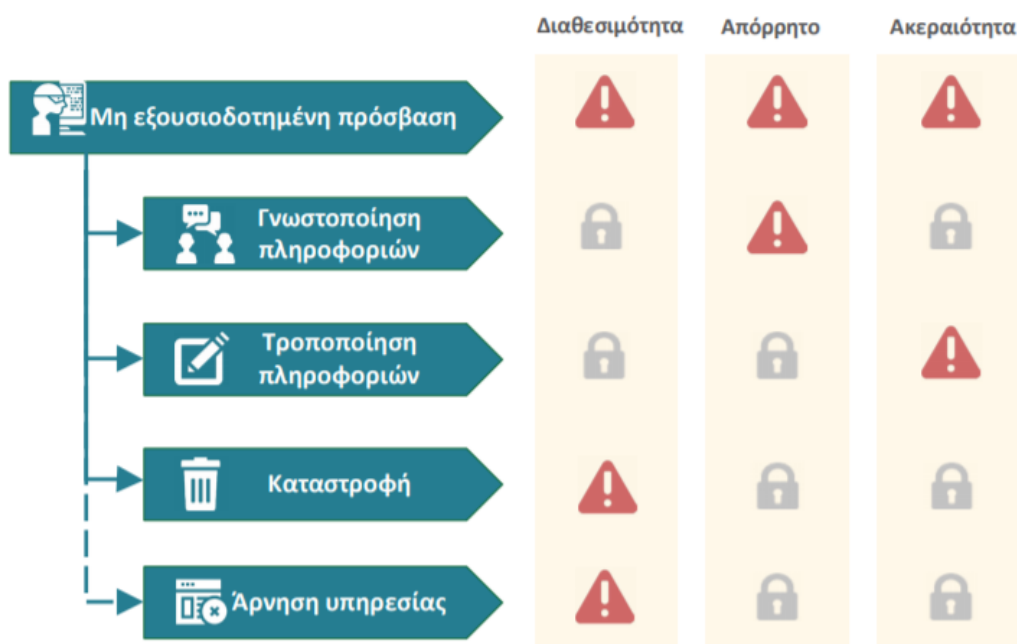 Διαθεσιμότητα Απόρρητο Ακεραιότητα
Μη εξουσιοδοτημένη πρόσβαση
Γνωστοποίηση
πληροφοριών
Τροποποίηση
πληροφοριών
Καταστροφή
Άρνηση υπηρεσίας